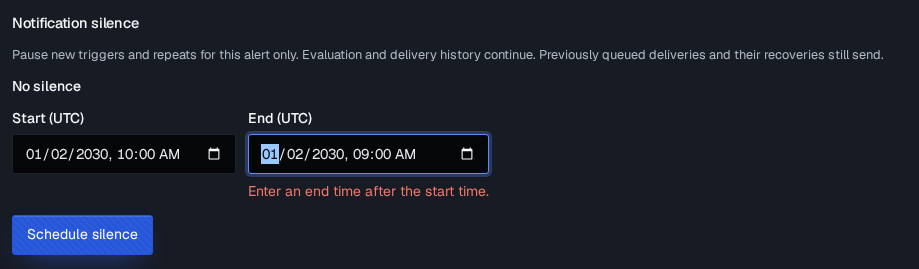 Notification silence
Pause new triggers and repeats for this alert only. Evaluation and delivery history continue. Previously queued deliveries and their recoveries still send.
No silence
Start (UTC) End (UTC)
01/02/2030, 10:00 AM 01/02/2030, 09:00 AM
Enter an end time after the start time.
Schedule silence